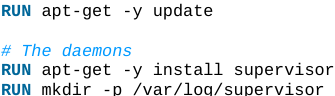 RUN apt-get -y update
# The daemons
RUN apt-get -y install supervisor
RUN mkdir -p /var/log/supervisor